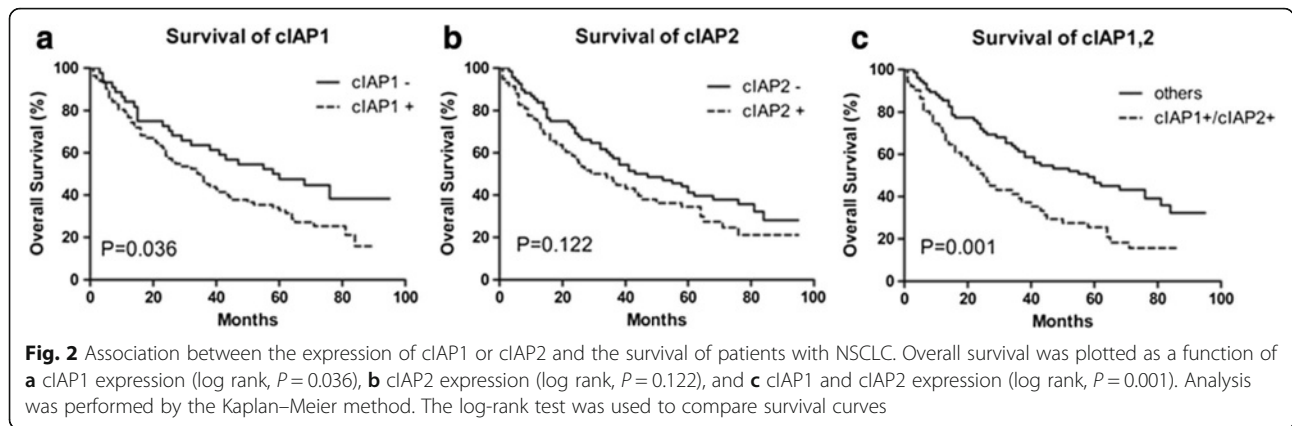 a
Survival of cIAP1
Overall Survival (%)
100
80
60
40
20
0
cIAP1 -
cIAP1 +
P=0.036
0 20 40 60 80 100
Months
b
Survival of cIAP2
Overall Survival (%)
100
80
60
40
20
0
cIAP2 -
cIAP2 +
P=0.122
0 20 40 60 80 100
Months
c
Survival of cIAP1,2
Overall Survival (%)
100
80
60
40
20
0
others
cIAP1+/cIAP2+
P=0.001
0 20 40 60 80 100
Months
Fig. 2 Association between the expression of cIAP1 or cIAP2 and the survival of patients with NSCLC. Overall survival was plotted as a function of
a cIAP1 expression (log rank, P = 0.036), b cIAP2 expression (log rank, P = 0.122), and c cIAP1 and cIAP2 expression (log rank, P = 0.001). Analysis
was performed by the Kaplan–Meier method. The log-rank test was used to compare survival curves